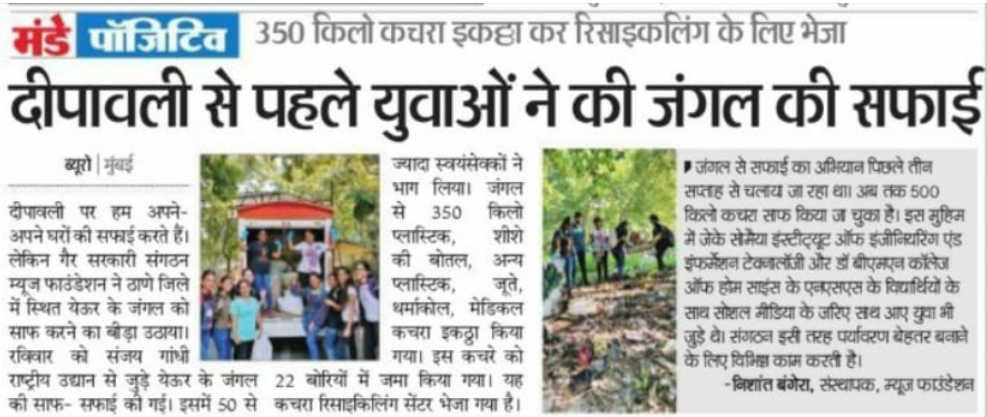 मंडे पॉजिटिव
350 किलो कचरा इकठ्ठा कर रिसाइकलिंग के लिए भेजा
दीपावली से पहले युवाओं ने की जंगल की सफाई
ब्यूरो | मुंबई
दीपावली पर हम अपने-
अपने घरों की सफाई करते हैं।
लेकिन गैर सरकारी संगठन
म्यूज फाउंडेशन ने ठाणे जिले
में स्थित येऊर के जंगल को
साफ करने का बीड़ा उठाया।
रविवार को संजय गांधी
राष्ट्रीय उद्यान से जुड़े येऊर के जंगल
की साफ- सफाई की गई। इसमें 50 से
ज्यादा स्वयंसेवकों ने
भाग लिया। जंगल
से 350 किलो
प्लास्टिक, शीशे
की बोतल, अन्य
प्लास्टिक, जूते,
थर्माकोल, मेडिकल
कचरा इकठ्ठा किया
गया। इस कचरे को
22 बोरियों में जमा किया गया। यह
कचरा रिसाइकिलिंग सेंटर भेजा गया है।
जंगल से सफाई का अभियान पिछले तीन
सप्ताह से चलाया जा रहा था। अब तक 500
किलो कचरा साफ किया जा चुका है। इस मुहिम
में जेके सोमैया इंस्टीट्यूट ऑफ इंजीनियरिंग एंड
इंफर्मेशन टेक्नालॉजी और डॉ बीएमएन कॉलेज
ऑफ होम साइंस के एनएसएस के विद्यार्थियों के
साथ सोशल मीडिया के जरिए साथ आए युवा भी
जुड़े थे। संगठन इसी तरह पर्यावरण बेहतर बनाने
के लिए विभिन्न काम करती है।
-निशांत बंगेरा, संस्थापक, म्यूज फाउंडेशन